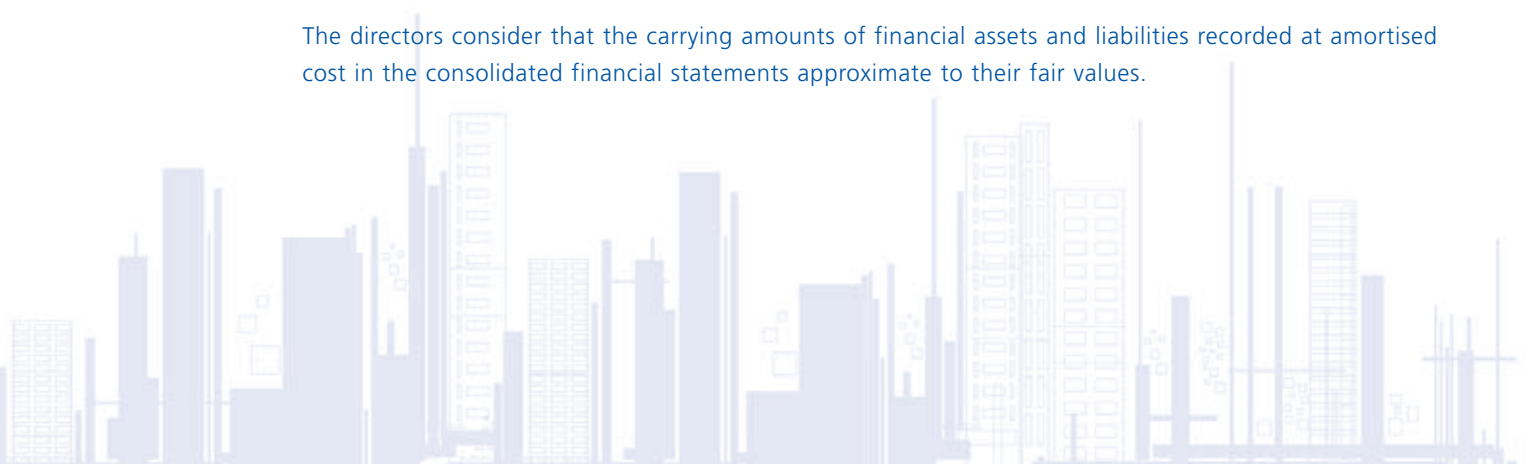 The directors consider that the carrying amounts of financial assets and liabilities recorded at amortised
cost in the consolidated financial statements approximate to their fair values.